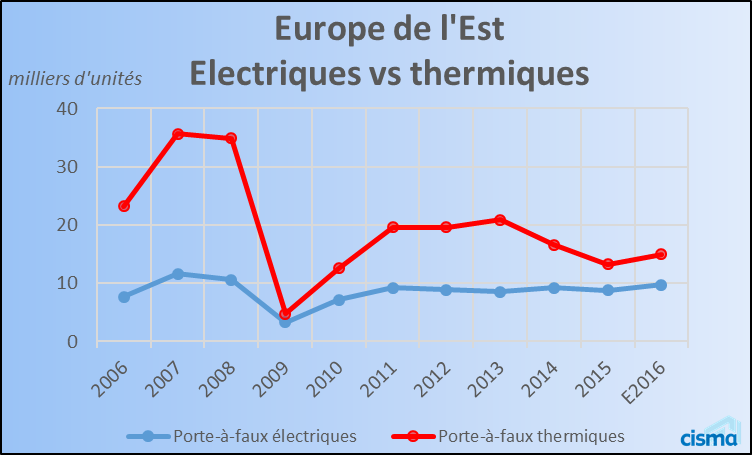 Europe de l'Est
Electriques vs thermiques
milliers d'unités
40
30
20
10
0
2006 2007 2008 2009 2010 2011 2012 2013 2014 2015 E2016
Porte-à-faux électriques Porte-à-faux thermiques
cisma